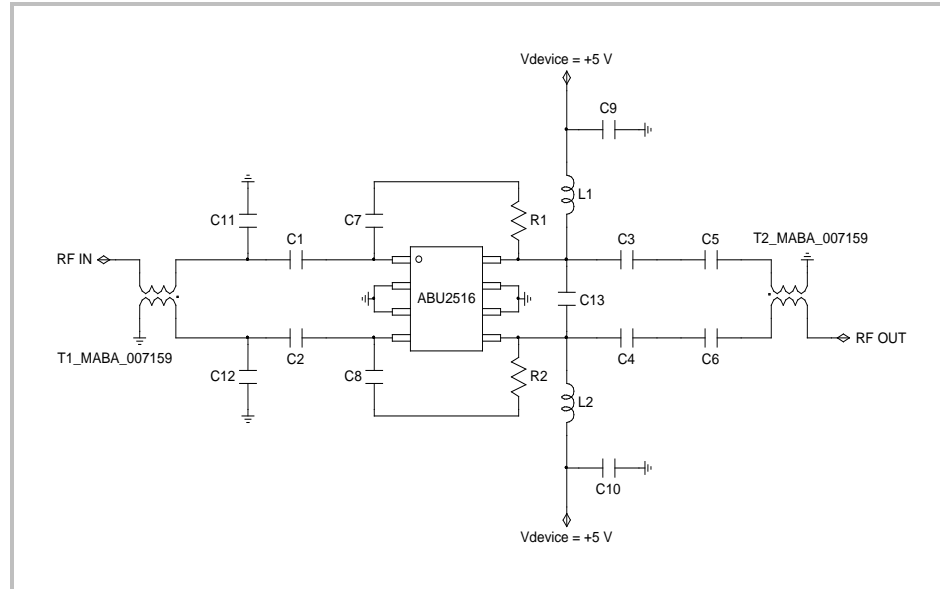 Vdevice = +5 V
C9
L1
C11
C7
R1
C1
C3
C5
T2_MABA_007159
RF IN
ABU2516
C13
RF OUT
T1_MABA_007159
C2
C4
C6
C12
C8
R2
L2
C10
Vdevice = +5 V